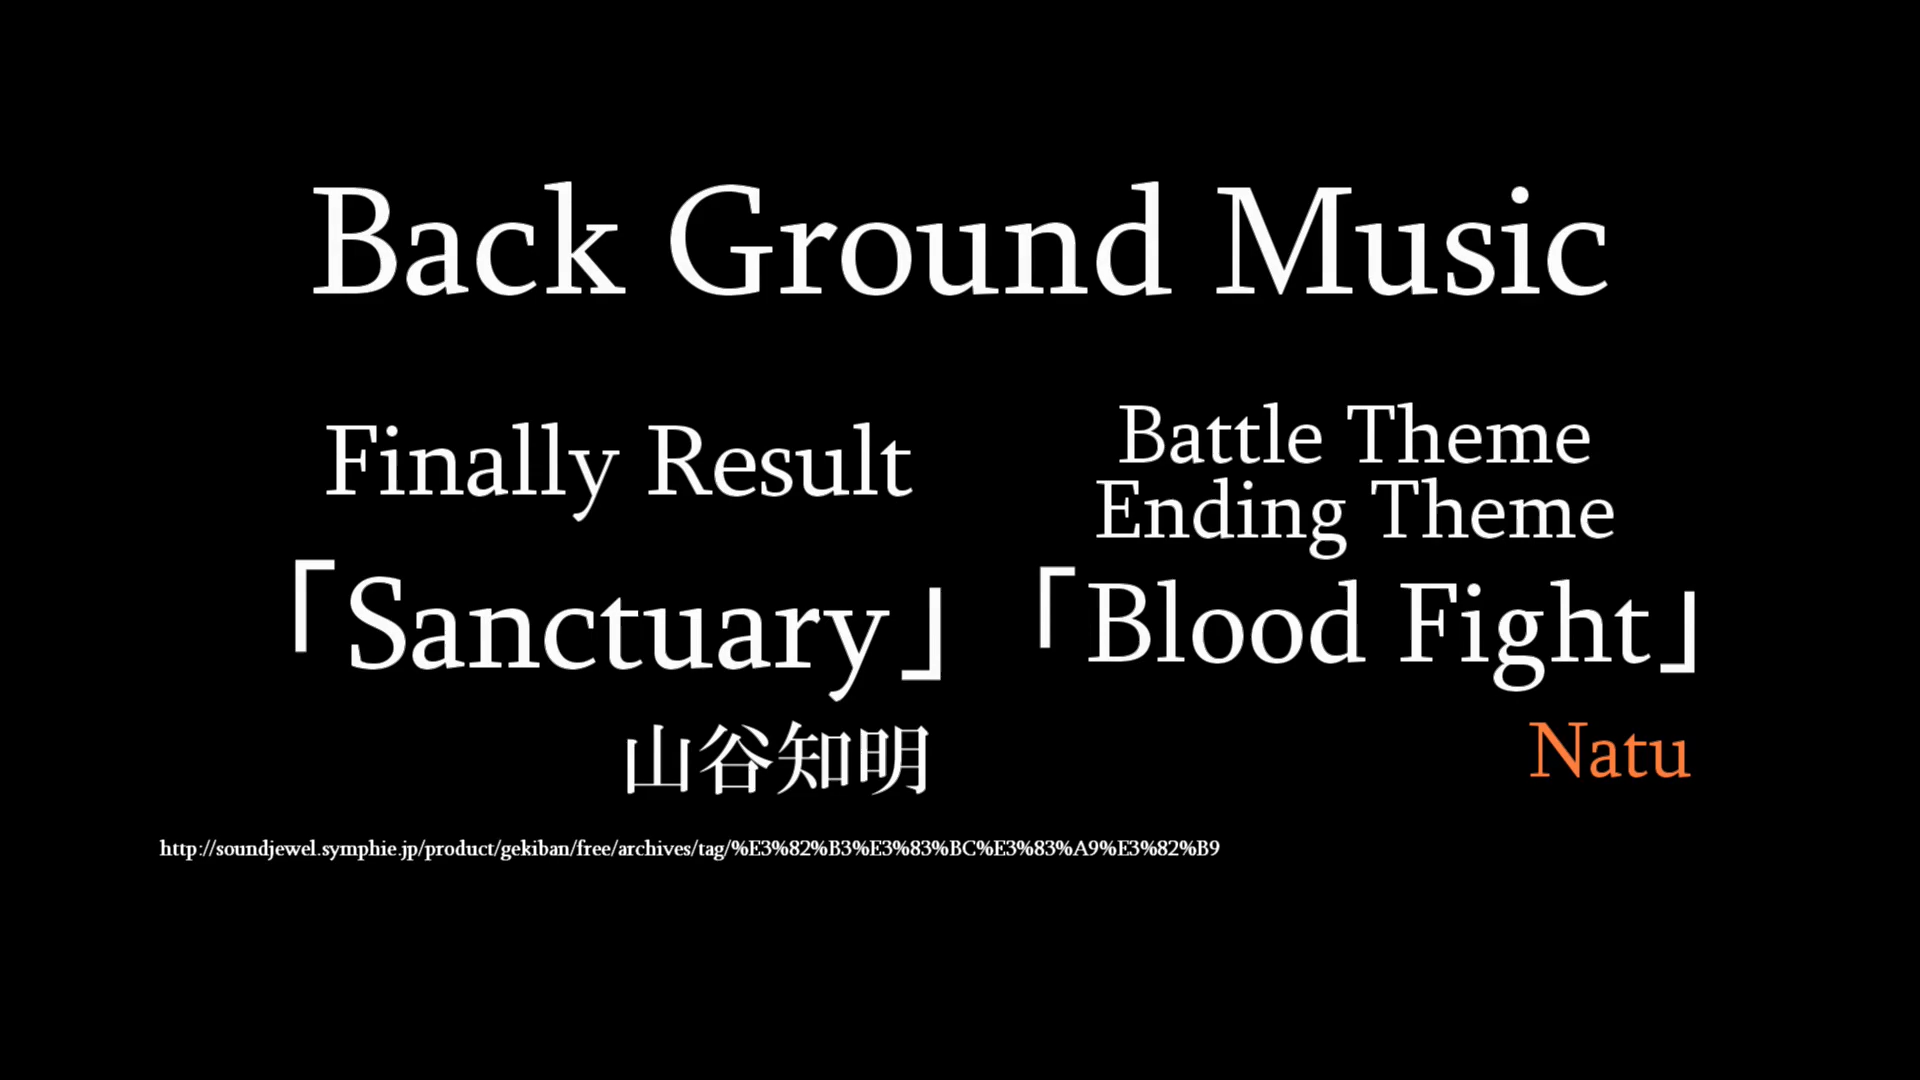 Back Ground Music
Finally Result
「Sanctuary」
山谷知明
Battle Theme
Ending Theme
「Blood Fight」
Natu
http://soundjewel.symphie.jp/product/gekiban/free/archives/tag/%E3%82%B3%E3%83%BC%E3%83%A9%E3%82%B9